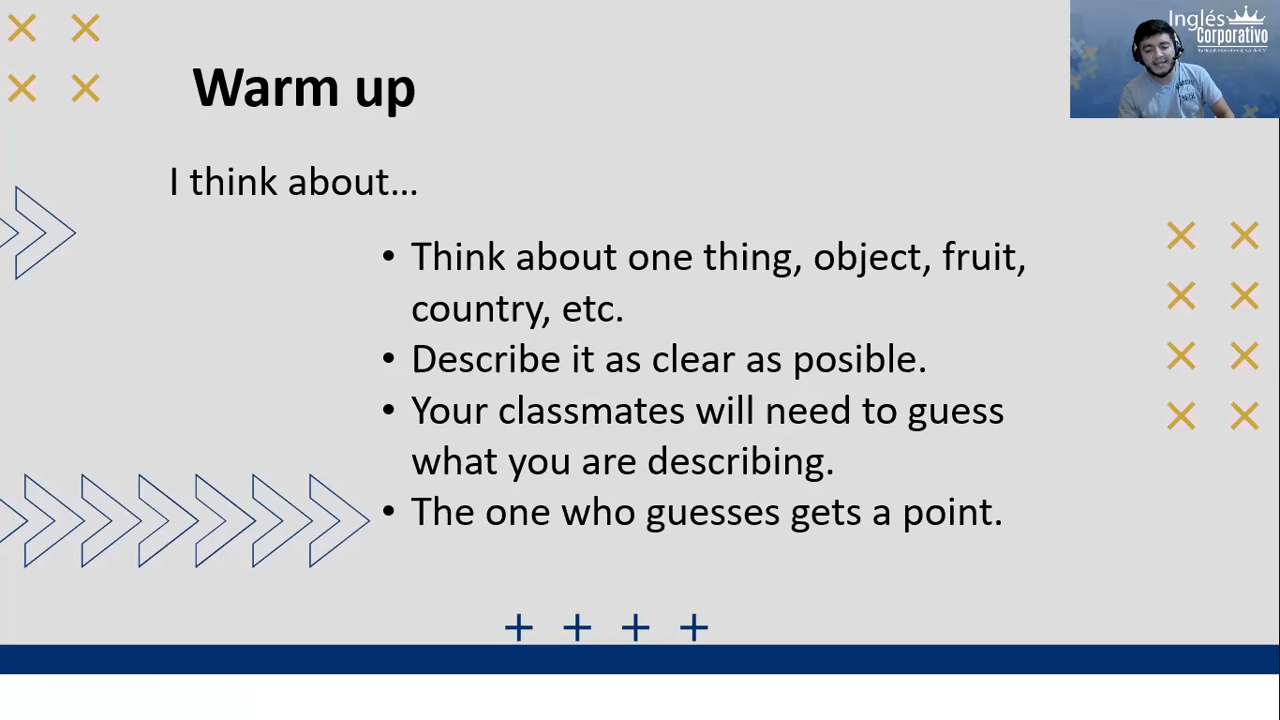 Inglés
Corporativo
Warm up
I think about...
• Think about one thing, object, fruit,
country, etc.
• Describe it as clear as posible.
• Your classmates will need to guess
what you are describing.
• The one who guesses gets a point.